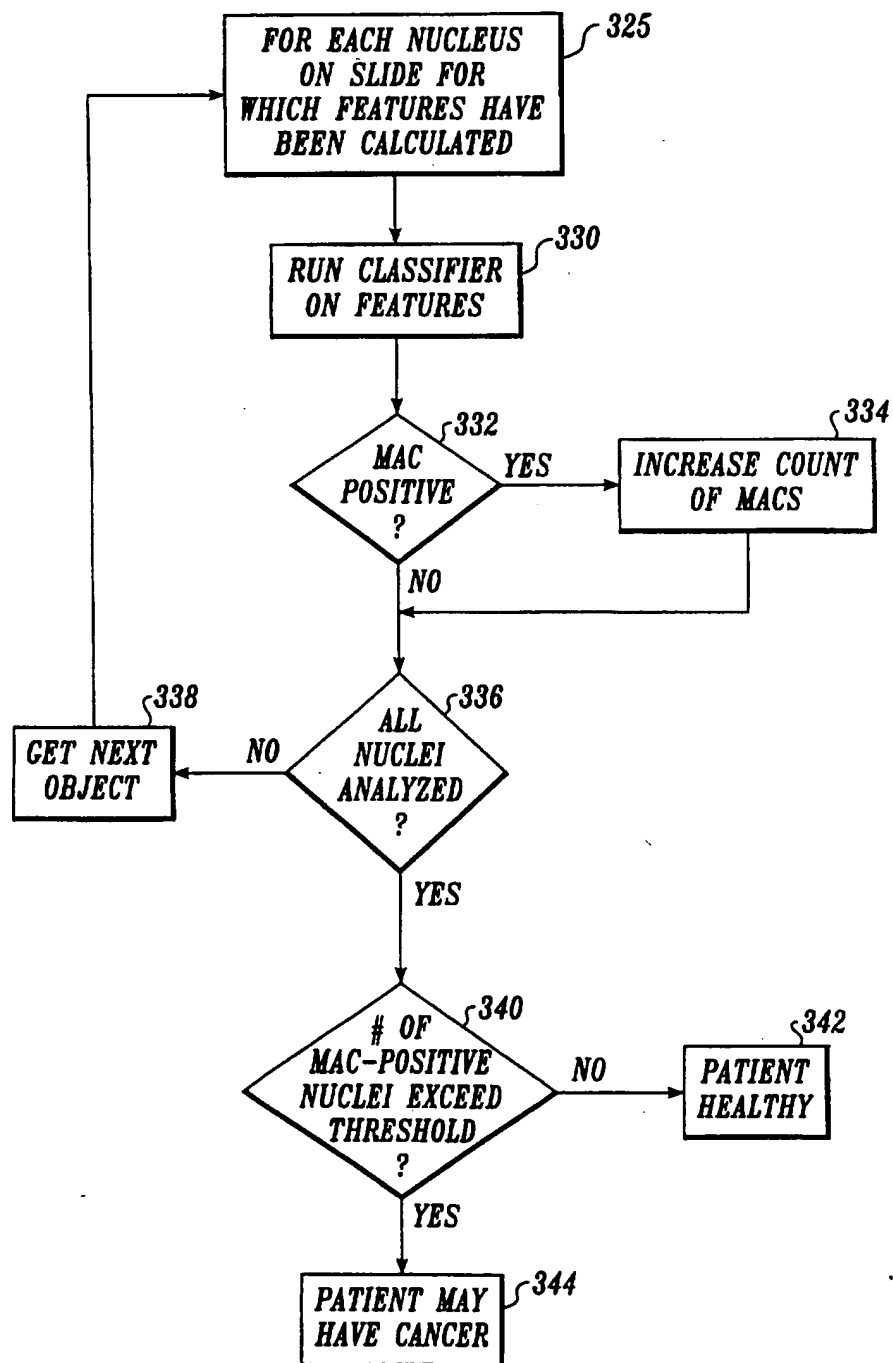 325
FOR EACH NUCLEUS
ON SLIDE FOR
WHICH FEATURES HAVE
BEEN CALCULATED
330
RUN CLASSIFIER
ON FEATURES
332
MAC
POSITIVE
?
YES
334
INCREASE COUNT
OF MACS
NO
336
ALL
NUCLEI
ANALYZED
?
NO
338
GET NEXT
OBJECT
YES
340
# OF
MAC-POSITIVE
NUCLEI EXCEED
THRESHOLD
?
NO
342
PATIENT
HEALTHY
YES
344
PATIENT MAY
HAVE CANCER